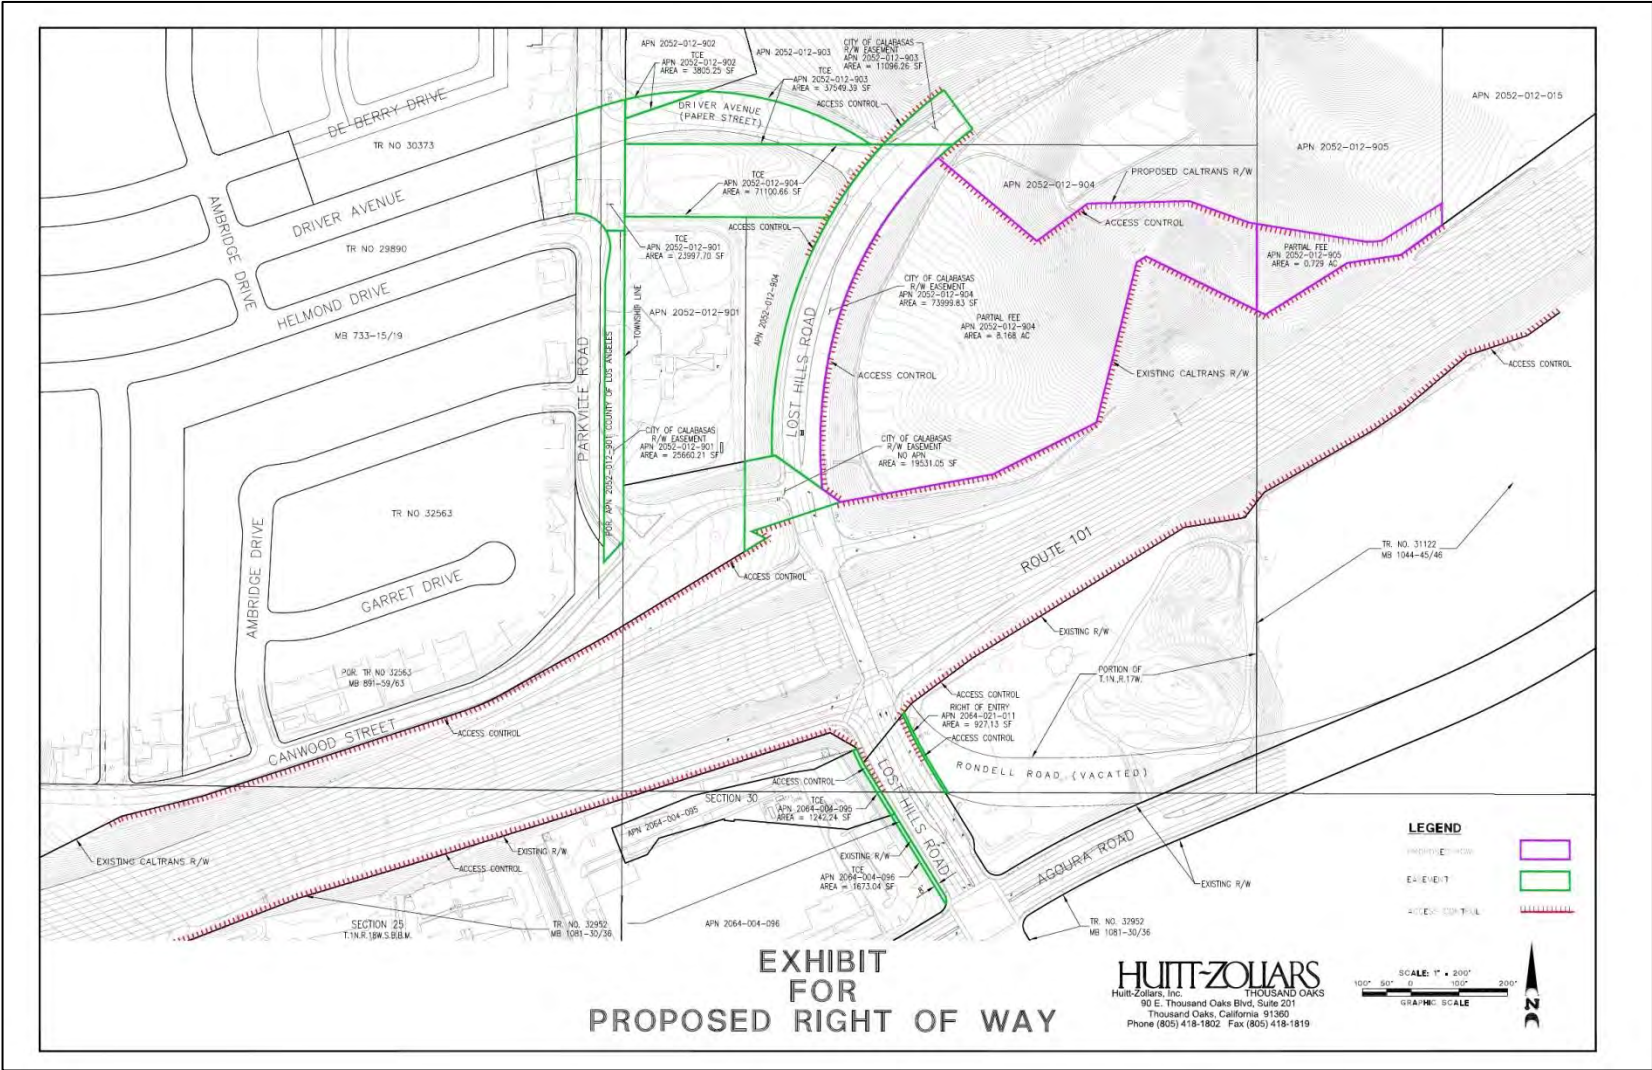 APN 2052-012-902
TCE
APN 2052-012-902
AREA = 3805.25 SF
APN 2052-012-903
TCE
APN 2052-012-903
AREA = 37549.39 SF
CITY OF CALABASAS
R/W EASEMENT
APN 2052-012-903
AREA = 11096.26 SF
ACCESS CONTROL
DRIVER AVENUE
(PAPER STREET)
APN 2052-012-015
APN 2052-012-905
DE BERRY DRIVE
TR NO 30373
AMBRIDGE DRIVE
DRIVER AVENUE
TR NO 29890
HELMOND DRIVE
MB 733-15/19
TCE
APN 2052-012-904
AREA = 71100.66 SF
APN 2052-012-904
PROPOSED CALTRANS R/W
ACCESS CONTROL
ACCESS CONTROL
TCE
APN 2052-012-901
AREA = 23997.70 SF
PARTIAL FEE
APN 2052-012-905
AREA = 0.729 AC
CITY OF CALABASAS
R/W EASEMENT
APN 2052-012-904
AREA = 73999.83 SF
TOWNSHIP LINE
APN 2052-012-901
APN 2052-012-904
PARTIAL FEE
APN 2052-012-904
AREA = 8.168 AC
PARKVILLE ROAD
POR. APN 2052-012-901 COUNTY OF LOS ANGELES
LOST HILLS ROAD
ACCESS CONTROL
EXISTING CALTRANS R/W
ACCESS CONTROL
CITY OF CALABASAS
R/W EASEMENT
APN 2052-012-901
AREA = 25660.21 SF
CITY OF CALABASAS
R/W EASEMENT
NO APN
AREA = 19531.05 SF
TR NO 32563
AMBRIDGE DRIVE
GARRET DRIVE
ACCESS CONTROL
ROUTE 101
TR. NO. 31122
MB 1044-45/46
EXISTING R/W
POR. TR NO 32563
MB 891-59/63
PORTION OF
T.1N.,R.17W.
ACCESS CONTROL
RIGHT OF ENTRY
APN 2064-021-011
AREA = 927.13 SF
ACCESS CONTROL
CANWOOD STREET
ACCESS CONTROL
RONDELL ROAD (VACATED)
ACCESS CONTROL
LOST HILLS ROAD
SECTION 30
APN 2064-004-095
TCE
APN 2064-004-095
AREA = 1242.24 SF
EXISTING CALTRANS R/W
EXISTING R/W
ACCESS CONTROL
EXISTING R/W
TCE
APN 2064-004-096
AREA = 1673.04 SF
AGOURA ROAD
EXISTING R/W
SECTION 25
T.1N.R.18W.S.B.B.M.
TR. NO. 32952
MB 1081-30/36
APN 2064-004-096
TR. NO. 32952
MB 1081-30/36
LEGEND
EASEMENT
ACCESS CONTROL
EXHIBIT
FOR
PROPOSED RIGHT OF WAY
HUITT-ZOLLARS
Huitt-Zollars, Inc. THOUSAND OAKS
90 E. Thousand Oaks Blvd, Suite 201
Thousand Oaks, California 91360
Phone (805) 418-1802 Fax (805) 418-1819
SCALE: 1" = 200'
100' 50' 0 100' 200'
GRAPHIC SCALE
N